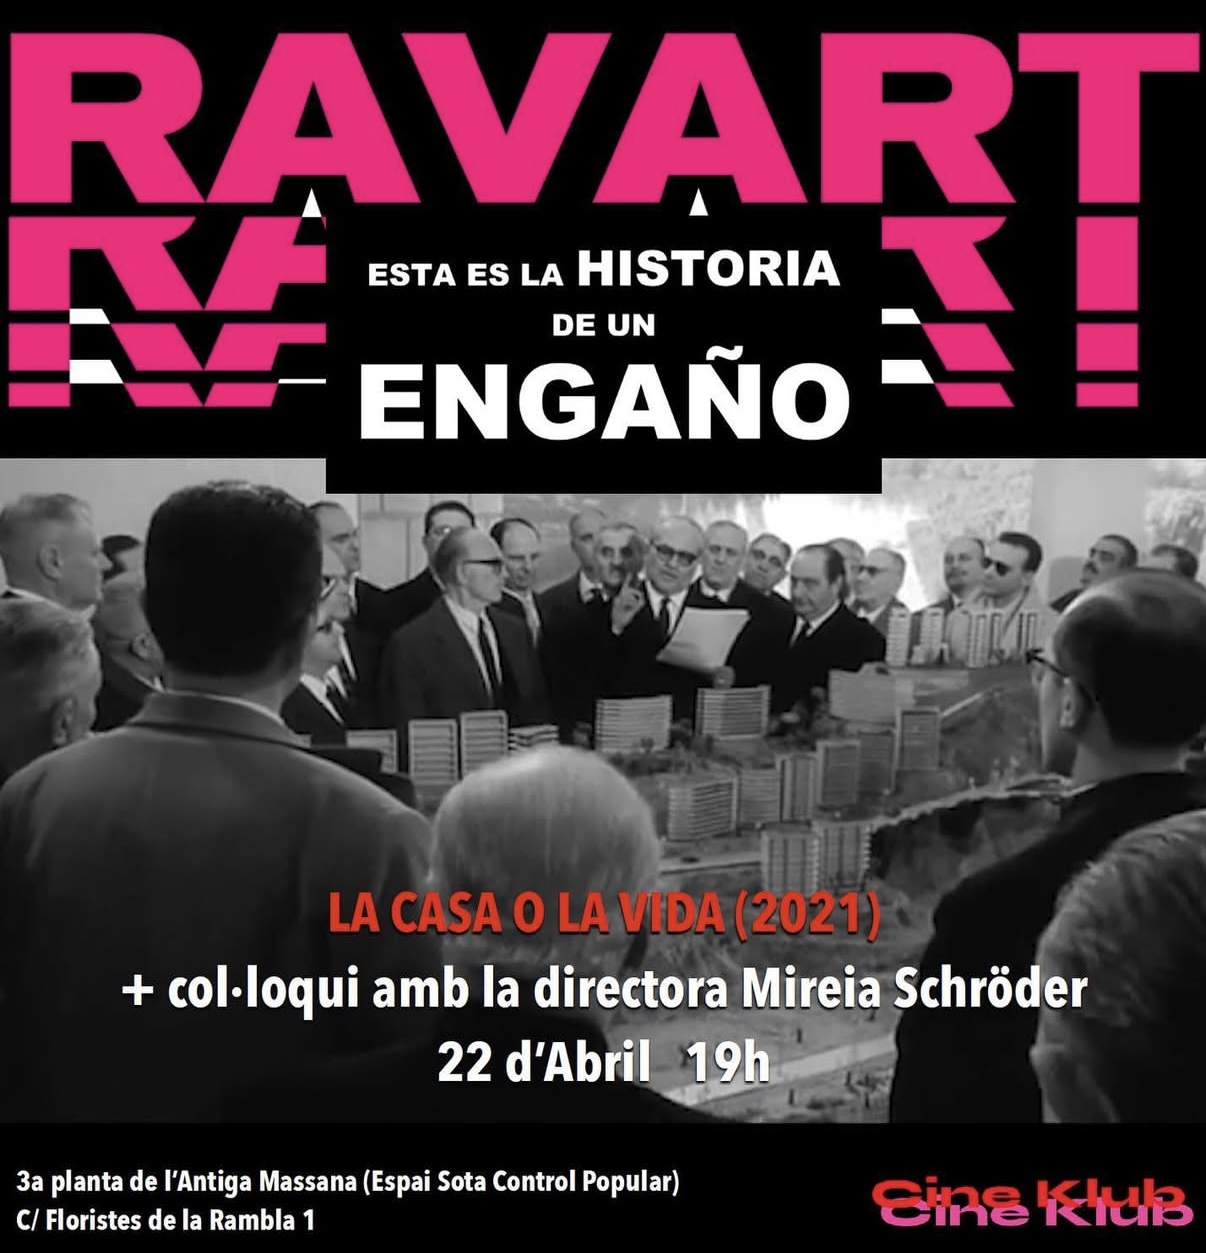 RAVART
ESTA ES LA HISTORIA
DE UN
ENGAÑO
LA CASA O LA VIDA (2021)
+ col·loqui amb la directora Mireia Schröder
22 d'Abril 19h
3a planta de l'Antiga Massana (Espai Sota Control Popular)
C/ Floristes de la Rambla 1
Cine Klub
Cine Klub